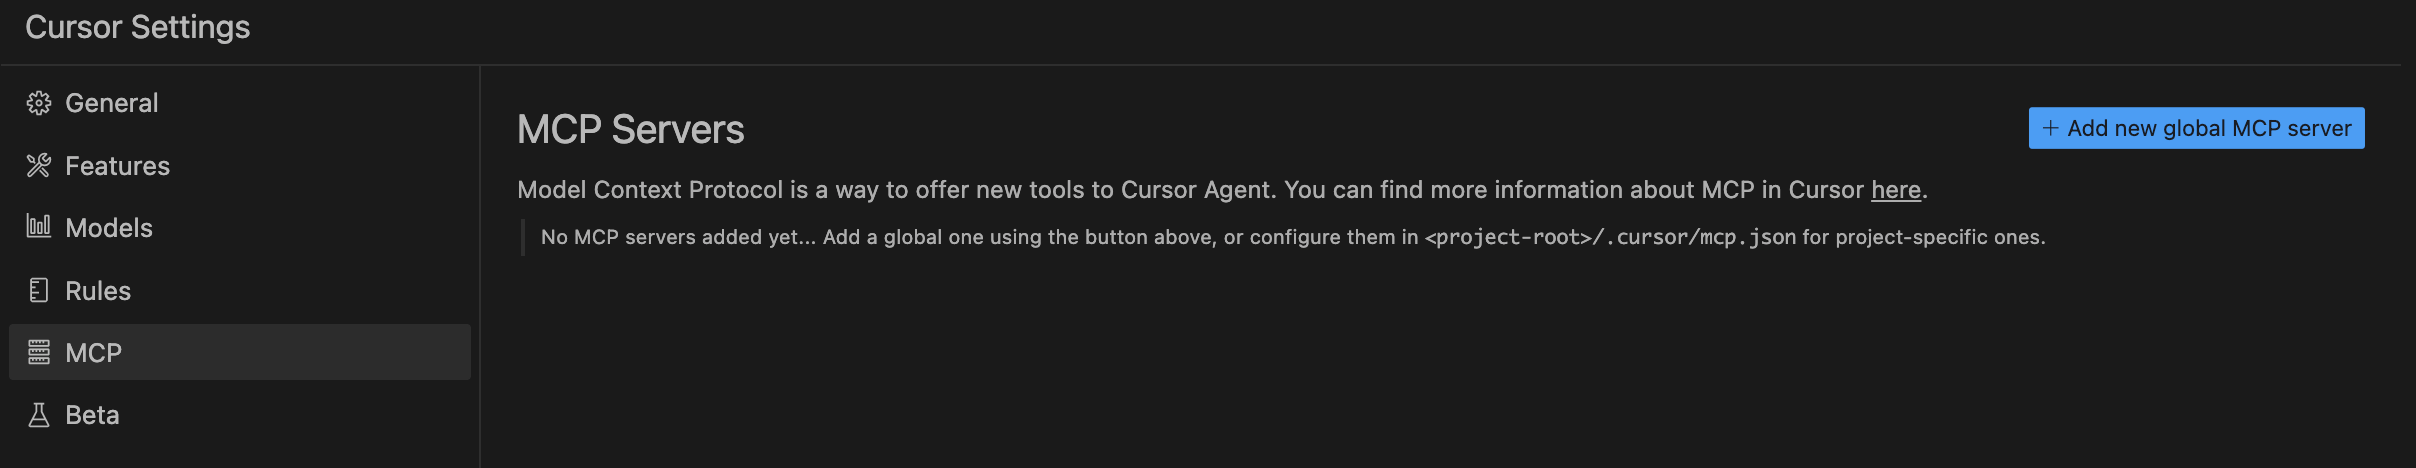 Cursor Settings
General
Features
Models
Rules
MCP
Beta
MCP Servers
+ Add new global MCP server
Model Context Protocol is a way to offer new tools to Cursor Agent. You can find more information about MCP in Cursor here.
No MCP servers added yet... Add a global one using the button above, or configure them in <project-root>/.cursor/mcp.json for project-specific ones.